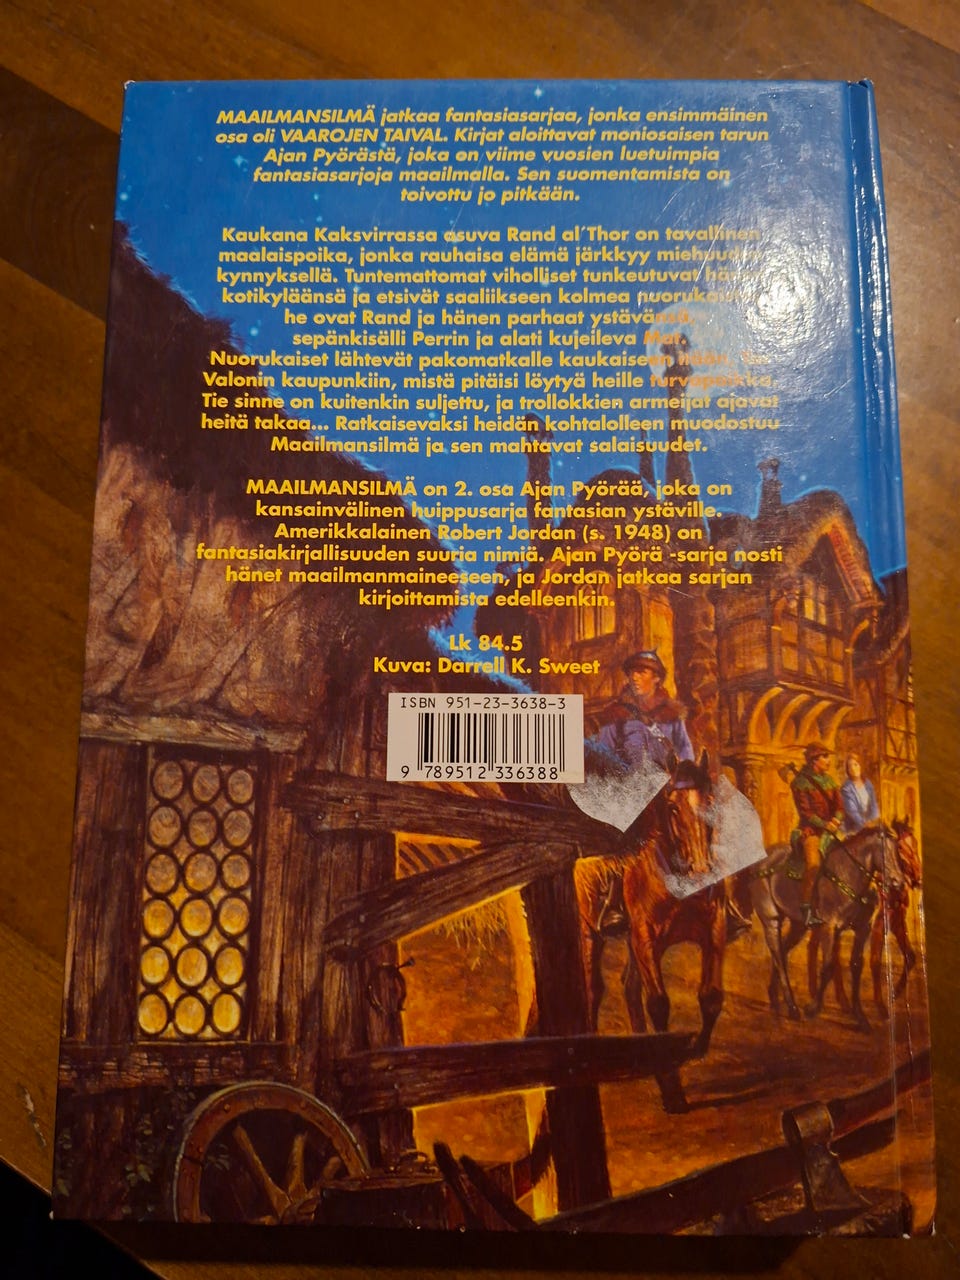 MAAILMANSILMÄ jatkaa fantasiasarjaa, jonka ensimmäinen
osa oli VAAROJEN TAIVAL. Kirjat aloittavat moniosaisen tarun
Ajan Pyörästä, joka on viime vuosien luetuimpia
fantasiasarjoja maailmalla. Sen suomentamista on
toivottu jo pitkään.
Kaukana Kaksvirrassa asuva Rand al´Thor on tavallinen
maalaispoika, jonka rauhaisa elämä järkkyy miehuuden
kynnyksellä. Tuntemattomat viholliset tunkeutuvat
kotikyläänsä ja etsivät saaliikseen kolmea
he ovat Rand ja hänen parhaat ystävänsä,
sepänkisälli Perrin ja alati kujeileva Mat.
Nuorukaiset lähtevät pakomatkalle kaukaiseen
Valonin kaupunkiin, mistä pitäisi löytyä heille turvapaikka.
Tie sinne on kuitenkin suljettu, ja trollokkien armeijat ajavat
heitä takaa... Ratkaisevaksi heidän kohtalolleen muodostuu
Maailmansilmä ja sen mahtavat salaisuudet.
MAAILMANSILMÄ on 2. osa Ajan Pyörää, joka on
kansainvälinen huippusarja fantasian ystäville.
Amerikkalainen Robert Jordan (s. 1948) on
fantasiakirjallisuuden suuria nimiä. Ajan Pyörä -sarja nosti
hänet maailmanmaineeseen, ja Jordan jatkaa sarjan
kirjoittamista edelleenkin.
Lk 84.5
Kuva: Darrell K. Sweet
ISBN 951-23-3638-3
9 789512 336388